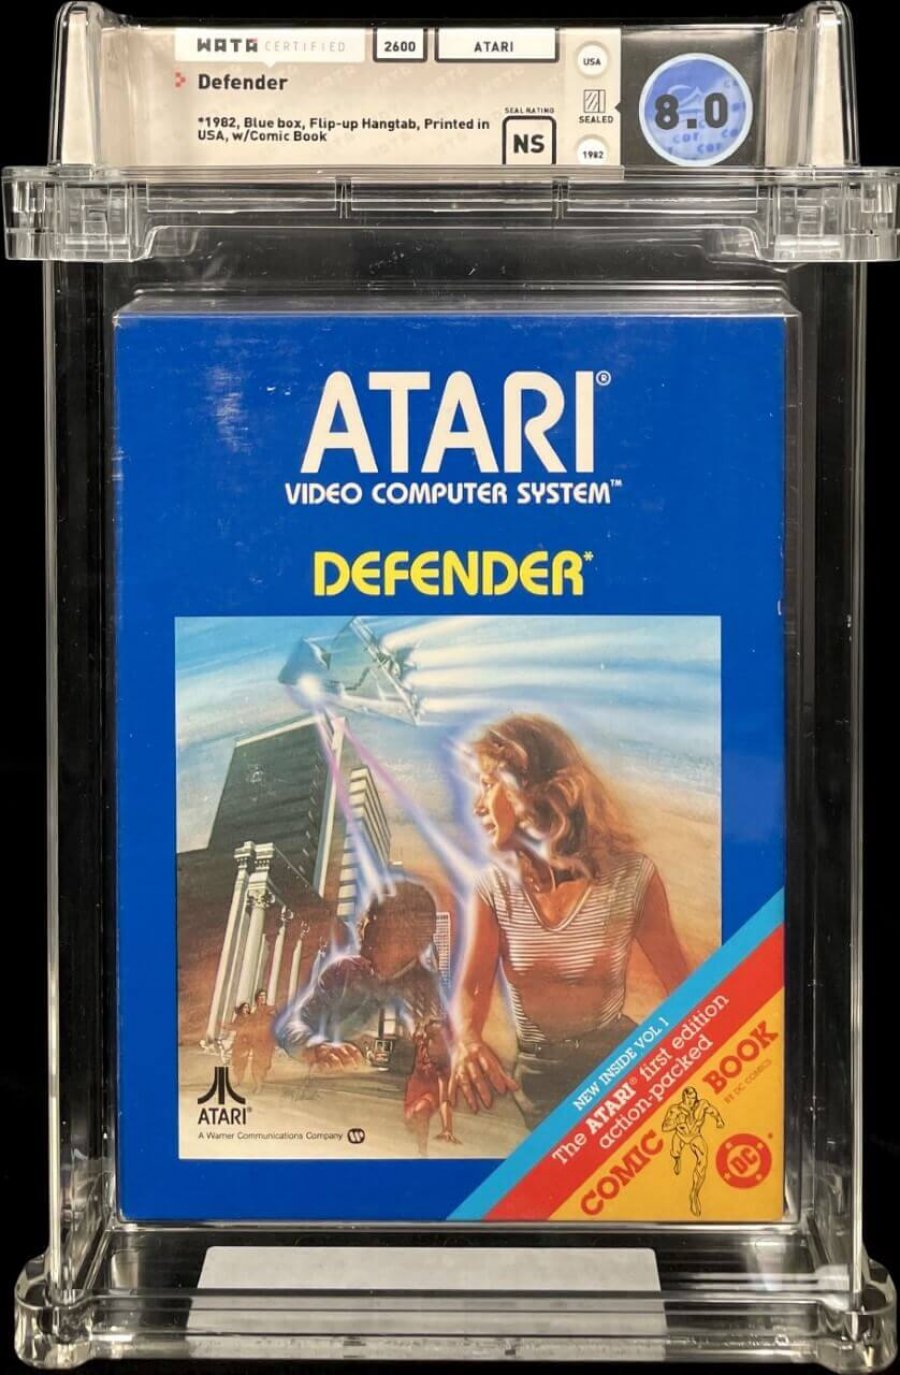 WATA CERTIFIED
2600
ATARI
USA
Defender
8.0
SEALED
*1982, Blue box, Flip-up Hangtab, Printed in
USA, w/Comic Book
SEAL RATING
NS
1982
ATARI®
VIDEO COMPUTER SYSTEM™
DEFENDER*
NEW INSIDE VOL 1
The ATARI® first edition
action-packed
COMIC BOOK
BY DC COMICS
DC
ATARI®
A Warner Communications Company